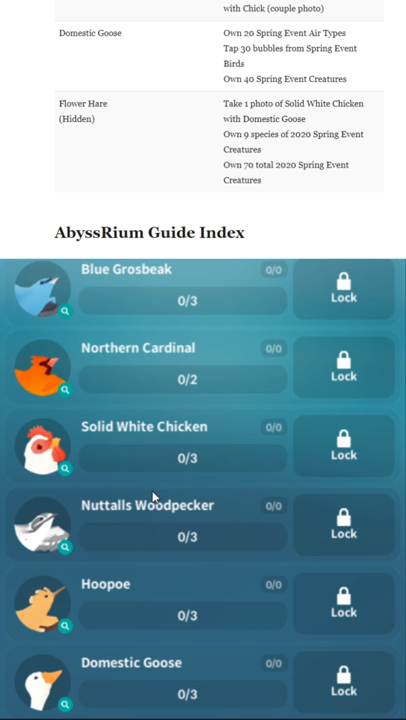 with Chick (couple photo)
Domestic Goose
Own 20 Spring Event Air Types
Tap 30 bubbles from Spring Event
Birds
Own 40 Spring Event Creatures
Flower Hare
(Hidden)
Take 1 photo of Solid White Chicken
with Domestic Goose
Own 9 species of 2020 Spring Event
Creatures
Own 70 total 2020 Spring Event
Creatures
AbyssRium Guide Index
Blue Grosbeak 0/0
0/3
Lock
Northern Cardinal 0/0
0/2
Lock
Solid White Chicken 0/0
0/3
Lock
Nuttalls Woodpecker 0/0
0/3
Lock
Hoopoe 0/0
0/3
Lock
Domestic Goose 0/0
0/3
Lock